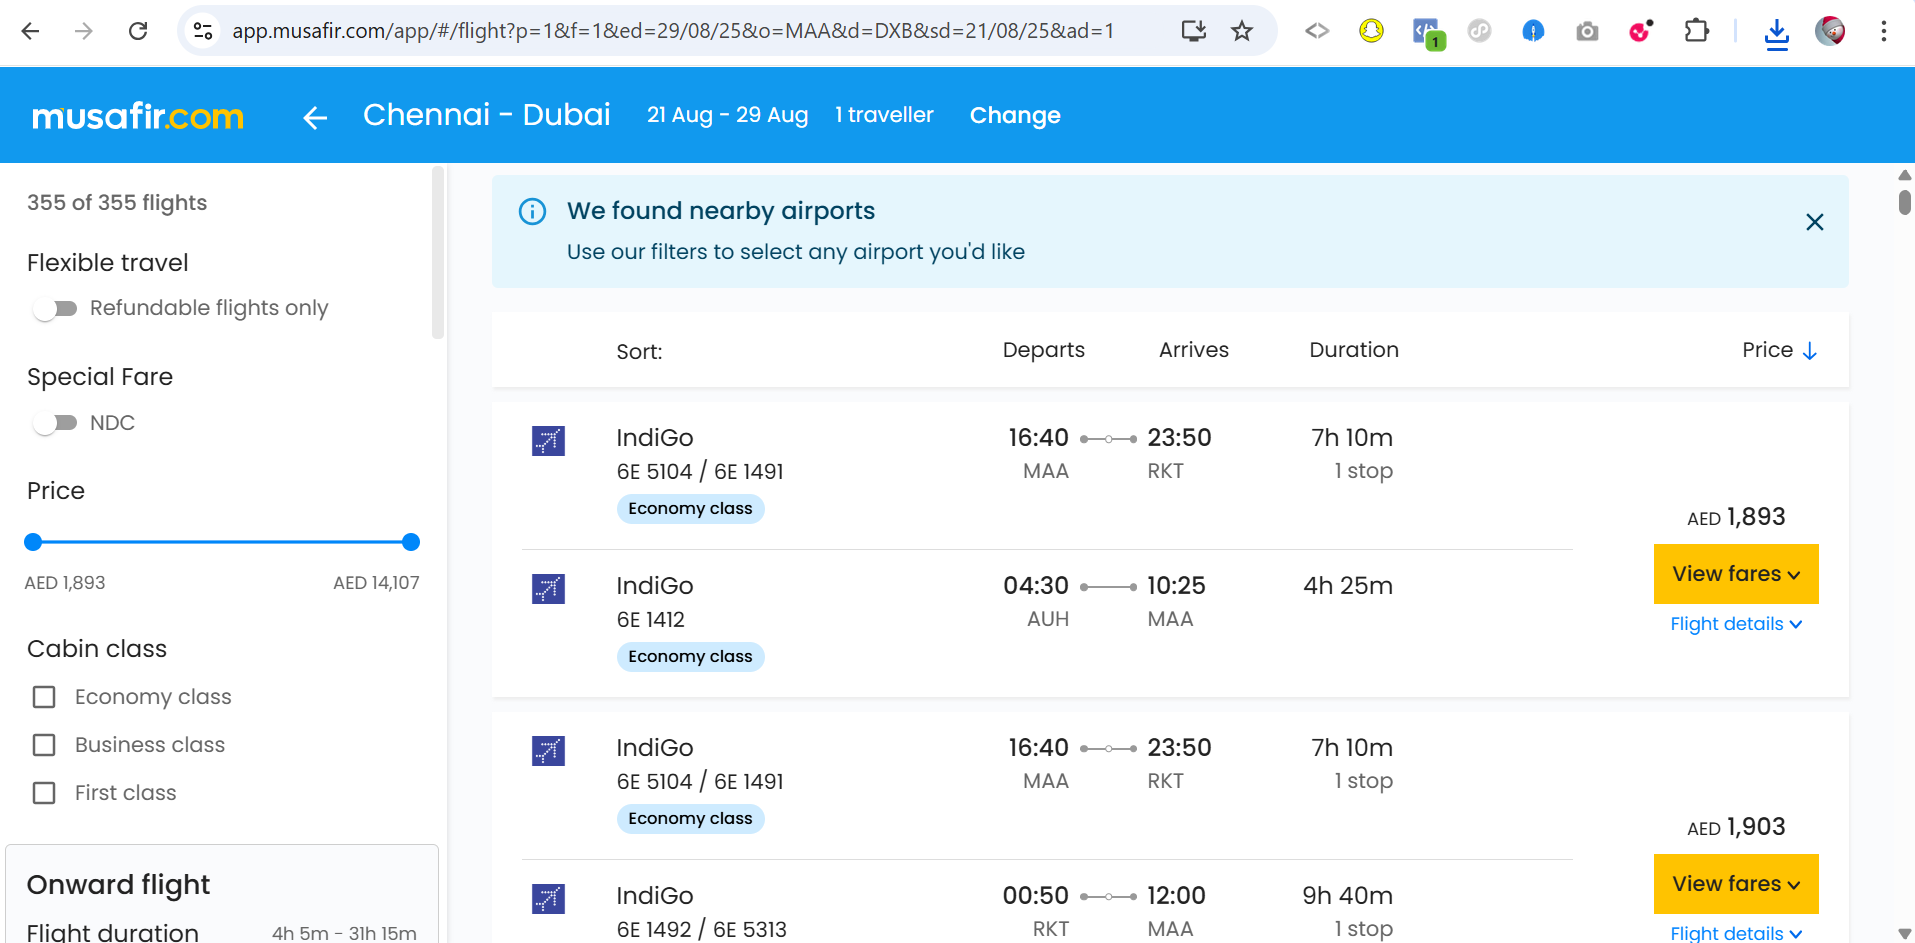 app.musafir.com/app/#/flight?p=1&f=1&ed=29/08/25&o=MAA&d=DXB&sd=21/08/25&ad=1
1
musafir.com
Chennai - Dubai
21 Aug - 29 Aug
1 traveller
Change
355 of 355 flights
Flexible travel
Refundable flights only
Special Fare
NDC
Price
AED 1,893
AED 14,107
Cabin class
Economy class
Business class
First class
Onward flight
Flight duration
4h 5m - 31h 15m
We found nearby airports
Use our filters to select any airport you'd like
Sort:
Departs
Arrives
Duration
Price
IndiGo
16:40
23:50
7h 10m
6E 5104 / 6E 1491
MAA
RKT
1 stop
Economy class
IndiGo
04:30
10:25
4h 25m
6E 1412
AUH
MAA
Economy class
AED 1,893
View fares
Flight details
IndiGo
16:40
23:50
7h 10m
6E 5104 / 6E 1491
MAA
RKT
1 stop
Economy class
IndiGo
00:50
12:00
9h 40m
6E 1492 / 6E 5313
RKT
MAA
1 stop
AED 1,903
View fares
Flight details